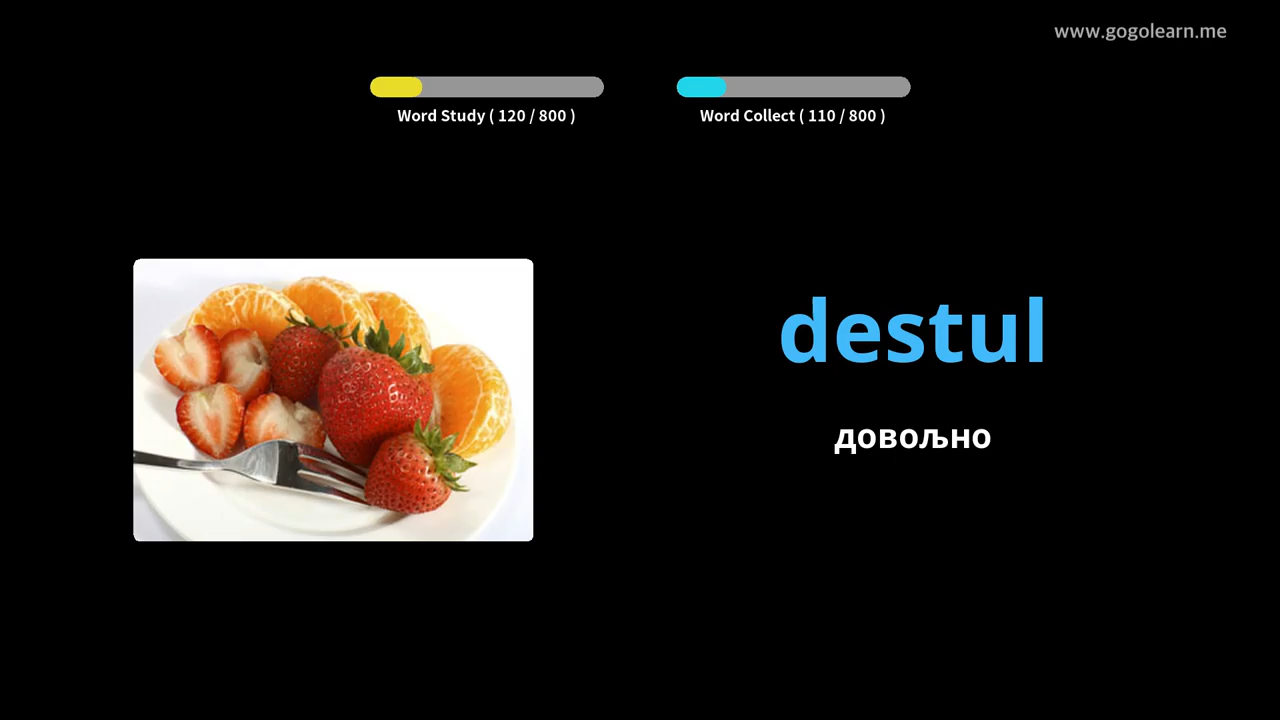 www.gogolearn.me
Word Study ( 120 / 800 )
Word Collect ( 110 / 800 )
destul
довољно